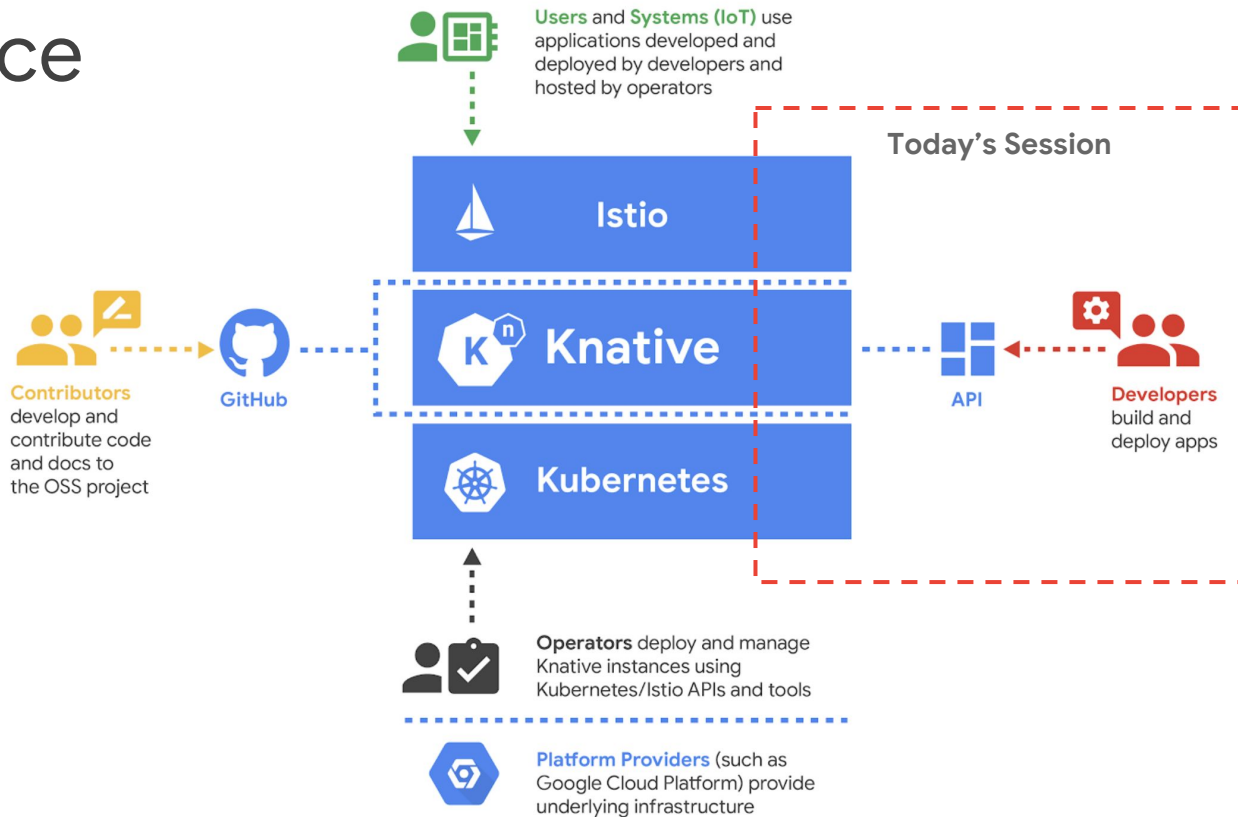 ce
Users and Systems (IoT) use
applications developed and
deployed by developers and
hosted by operators
Today’s Session
Istio
K
n
Knative
Contributors
develop and
contribute code
and docs to
the OSS project
GitHub
API
Developers
build and
deploy apps
Kubernetes
Operators deploy and manage
Knative instances using
Kubernetes/Istio APIs and tools
Platform Providers (such as
Google Cloud Platform) provide
underlying infrastructure